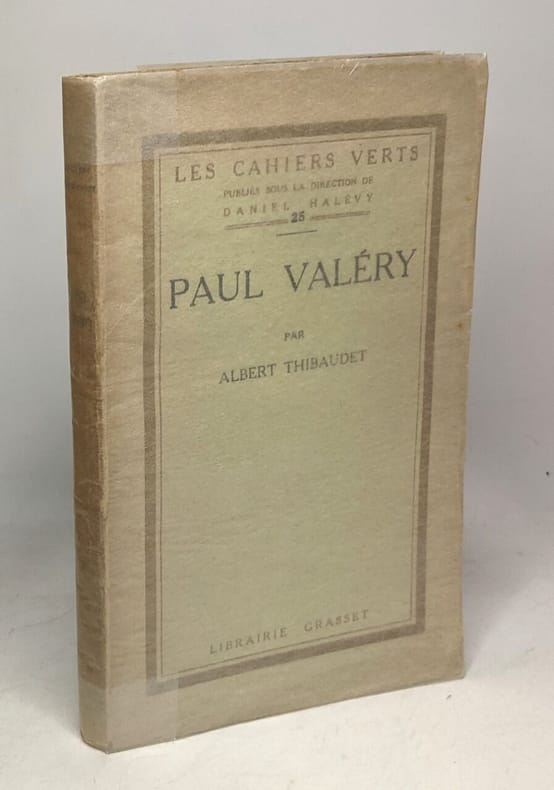 LES CAHIERS VERTS
PUBLIÉS SOUS LA DIRECTION DE
DANIEL HALÉVY
25
PAUL VALÉRY
PAR
ALBERT THIBAUDET
LIBRAIRIE GRASSET